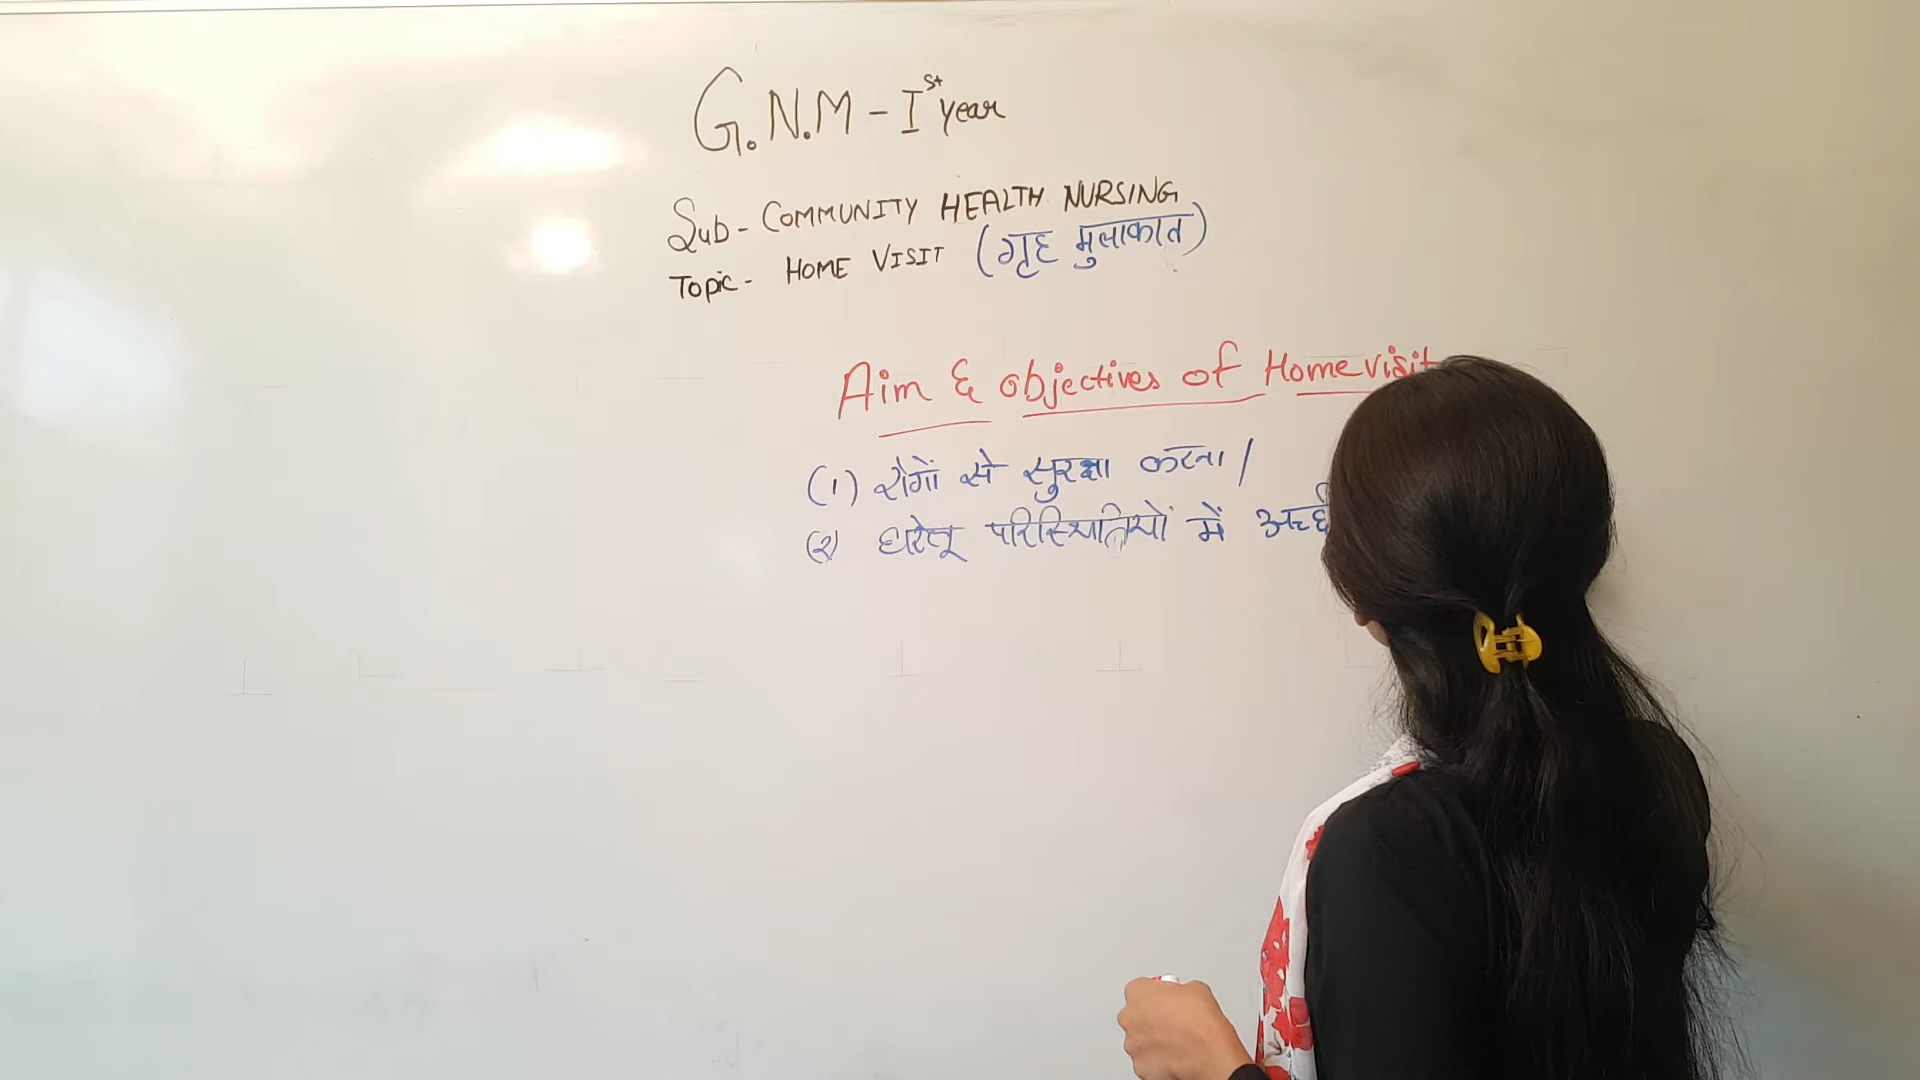 G.N.M - Ist year
Sub - COMMUNITY HEALTH NURSING
Topic - HOME VISIT (गृह मुलाकात)
Aim & objectives of Home visit
(1) रोगों से सुरक्षा करना।
(२) घरेलू परिस्थितियों में